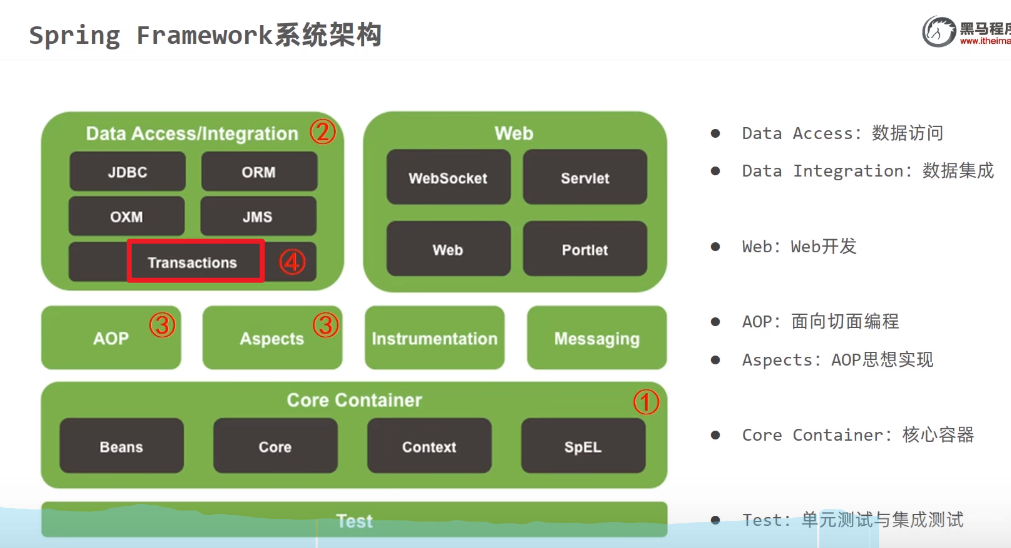 Spring Framework系统架构
黑马程序
www.itheima
Data Access/Integration ②
JDBC
ORM
OXM
JMS
Transactions ④
Web
WebSocket
Servlet
Web
Portlet
AOP ③
Aspects ③
Instrumentation
Messaging
Core Container ①
Beans
Core
Context
SpEL
Test
● Data Access：数据访问
● Data Integration：数据集成
● Web：Web开发
● AOP：面向切面编程
● Aspects：AOP思想实现
● Core Container：核心容器
● Test：单元测试与集成测试